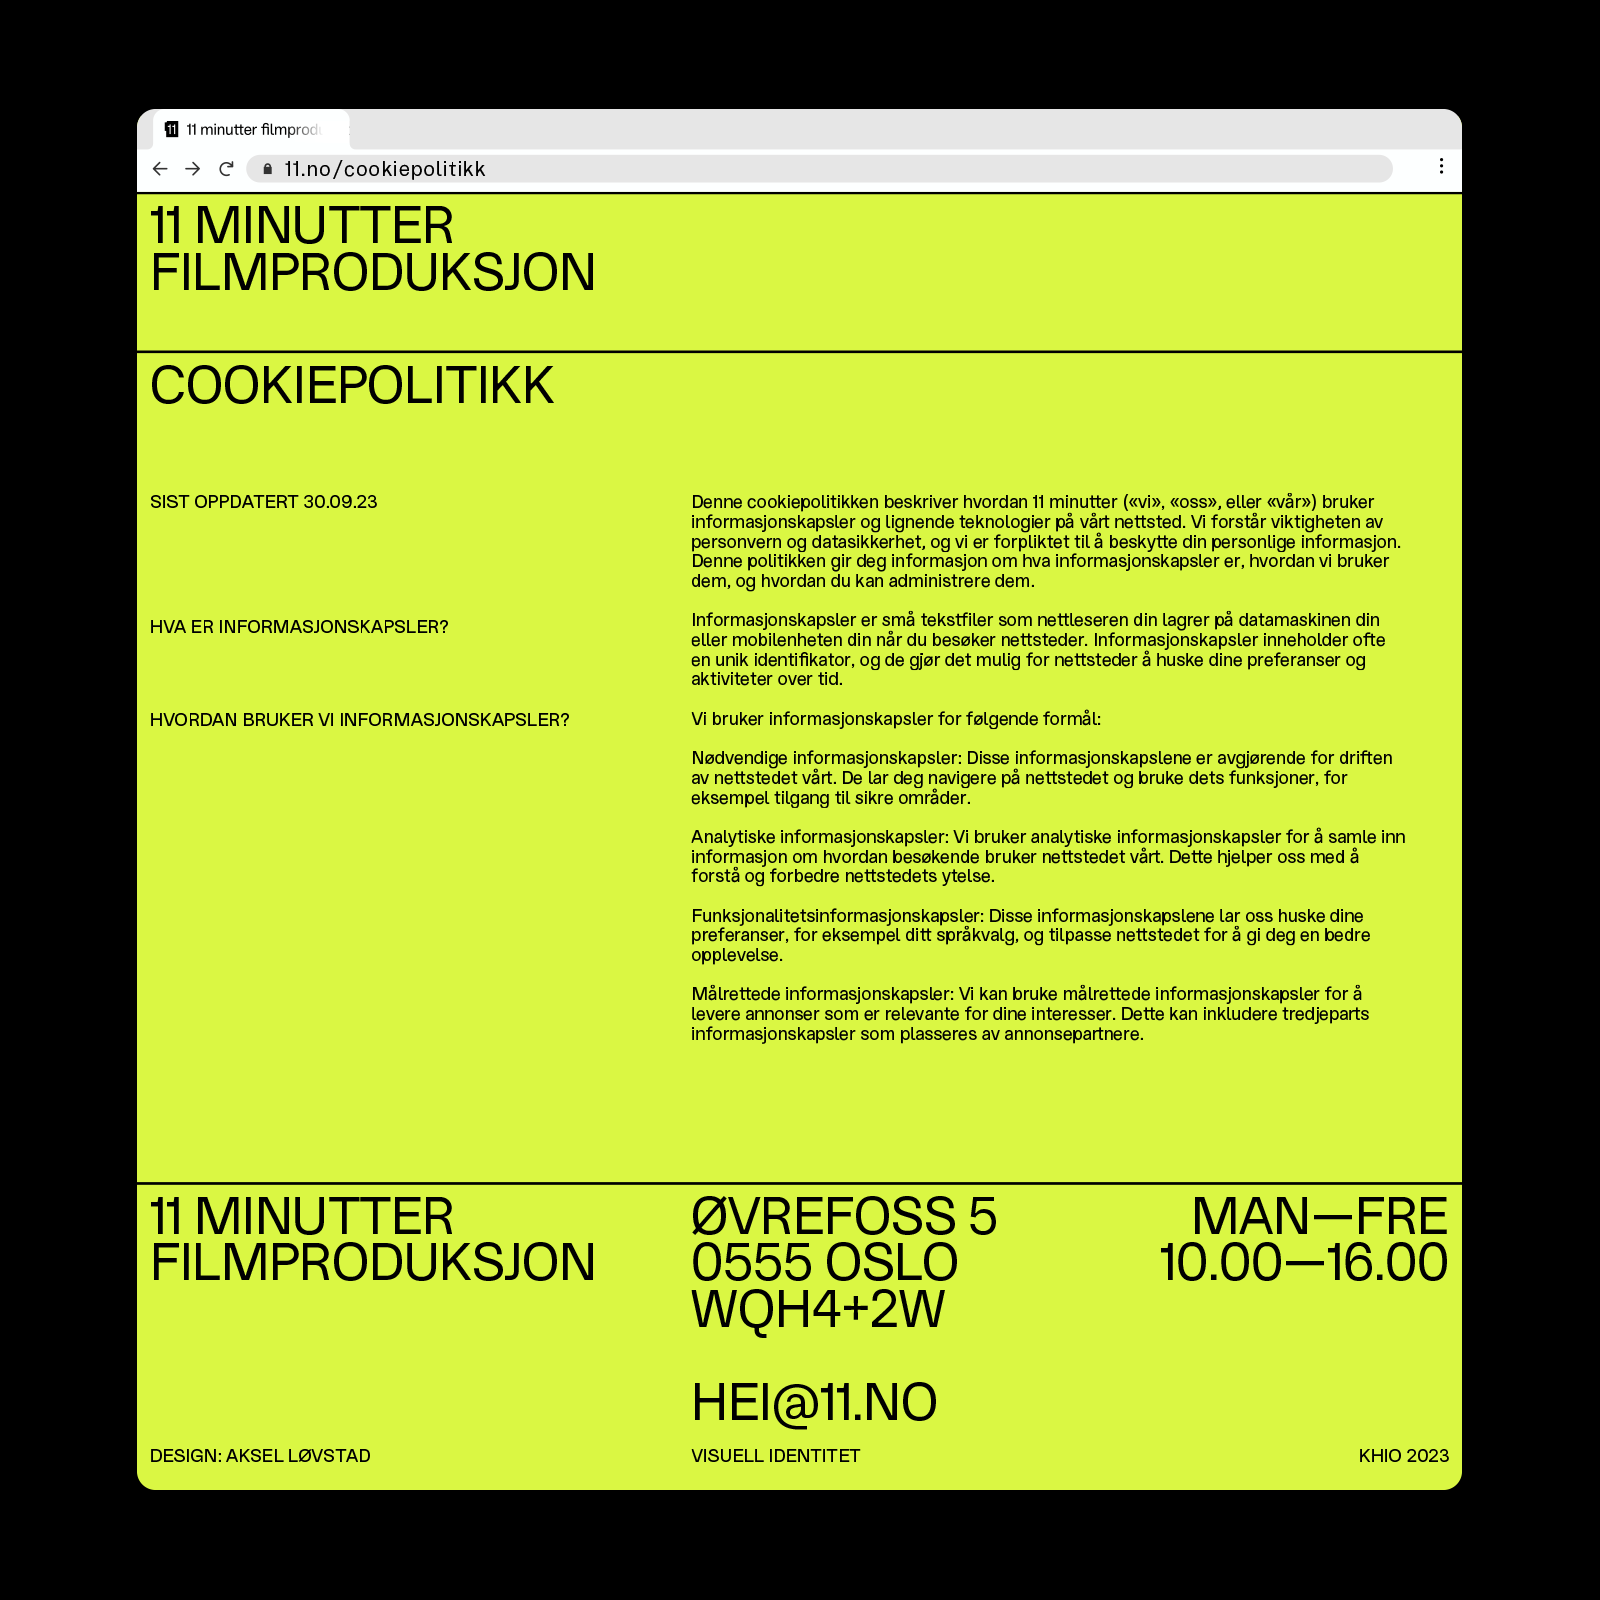 11 minutter filmprodu
11.no/cookiepolitikk
11 MINUTTER
FILMPRODUKSJON
COOKIEPOLITIKK
SIST OPPDATERT 30.09.23
Denne cookiepolitikken beskriver hvordan 11 minutter («vi», «oss», eller «vår») bruker
informasjonskapsler og lignende teknologier på vårt nettsted. Vi forstår viktigheten av
personvern og datasikkerhet, og vi er forpliktet til å beskytte din personlige informasjon.
Denne politikken gir deg informasjon om hva informasjonskapsler er, hvordan vi bruker
dem, og hvordan du kan administrere dem.
HVA ER INFORMASJONSKAPSLER?
Informasjonskapsler er små tekstfiler som nettleseren din lagrer på datamaskinen din
eller mobilenheten din når du besøker nettsteder. Informasjonskapsler inneholder ofte
en unik identifikator, og de gjør det mulig for nettsteder å huske dine preferanser og
aktiviteter over tid.
HVORDAN BRUKER VI INFORMASJONSKAPSLER?
Vi bruker informasjonskapsler for følgende formål:
Nødvendige informasjonskapsler: Disse informasjonskapslene er avgjørende for driften
av nettstedet vårt. De lar deg navigere på nettstedet og bruke dets funksjoner, for
eksempel tilgang til sikre områder.
Analytiske informasjonskapsler: Vi bruker analytiske informasjonskapsler for å samle inn
informasjon om hvordan besøkende bruker nettstedet vårt. Dette hjelper oss med å
forstå og forbedre nettstedets ytelse.
Funksjonalitetsinformasjonskapsler: Disse informasjonskapslene lar oss huske dine
preferanser, for eksempel ditt språkvalg, og tilpasse nettstedet for å gi deg en bedre
opplevelse.
Målrettede informasjonskapsler: Vi kan bruke målrettede informasjonskapsler for å
levere annonser som er relevante for dine interesser. Dette kan inkludere tredjeparts
informasjonskapsler som plasseres av annonsepartnere.
11 MINUTTER
FILMPRODUKSJON
ØVREFOSS 5
0555 OSLO
WQH4+2W
HEI@11.NO
MAN—FRE
10.00—16.00
DESIGN: AKSEL LØVSTAD
VISUELL IDENTITET
KHIO 2023